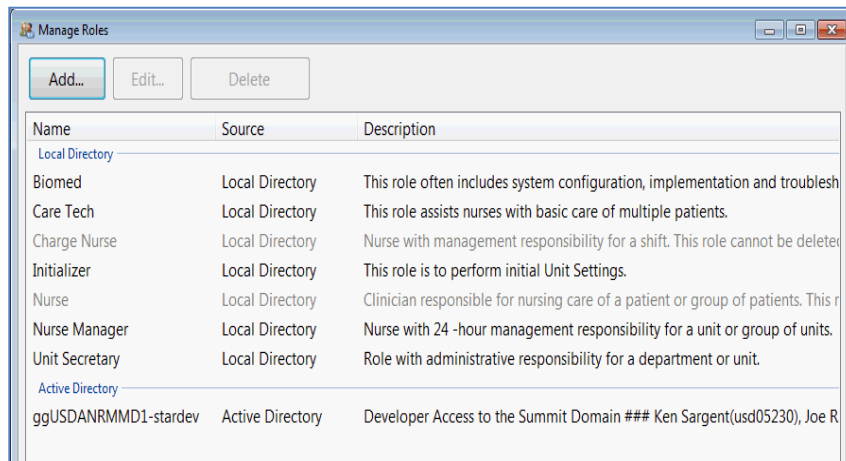 Manage Roles
Add... Edit... Delete
Name Source Description
Local Directory
Biomed Local Directory This role often includes system configuration, implementation and troublesh
Care Tech Local Directory This role assists nurses with basic care of multiple patients.
Charge Nurse Local Directory Nurse with management responsibility for a shift. This role cannot be deleted
Initializer Local Directory This role is to perform initial Unit Settings.
Nurse Local Directory Clinician responsible for nursing care of a patient or group of patients. This r
Nurse Manager Local Directory Nurse with 24 -hour management responsibility for a unit or group of units.
Unit Secretary Local Directory Role with administrative responsibility for a department or unit.
Active Directory
ggUSDANRMMD1-stardev Active Directory Developer Access to the Summit Domain ### Ken Sargent(usd05230), Joe R